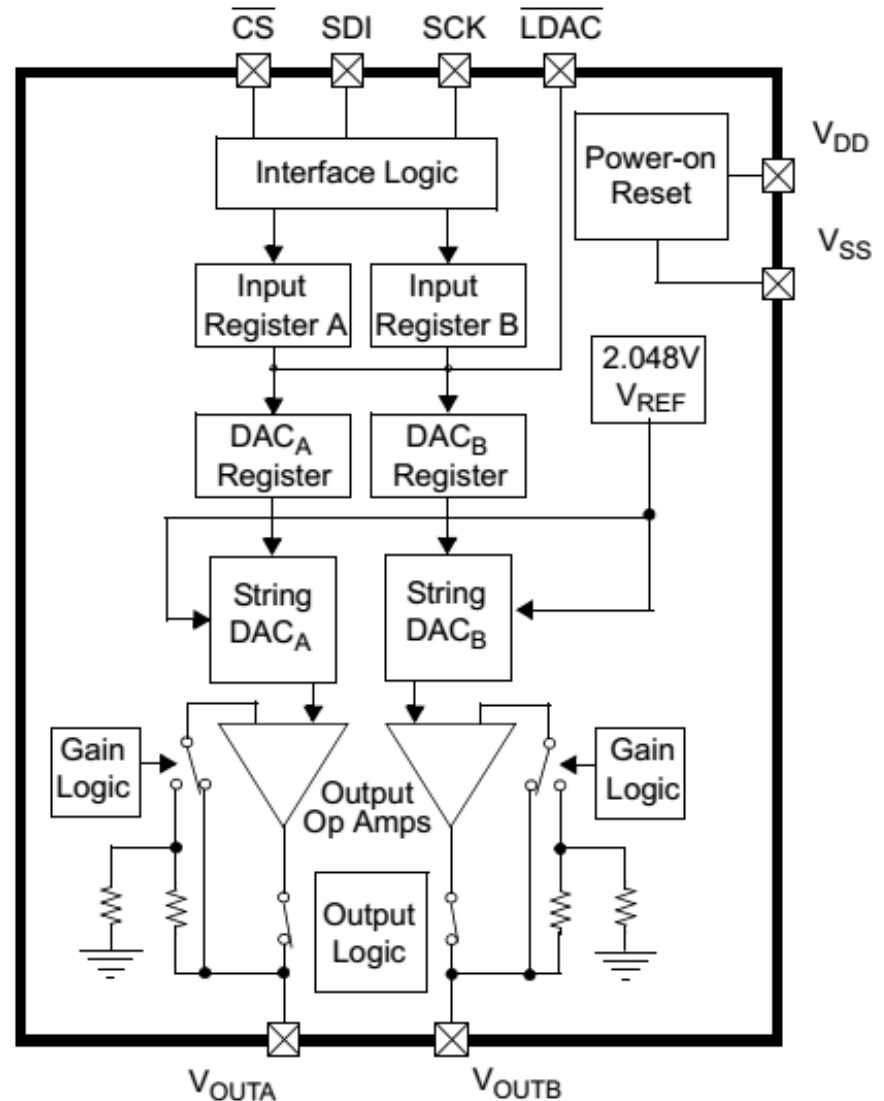 CS SDI SCK LDAC
Power-on
Reset
VDD
VSS
Interface Logic
Input
Register A
Input
Register B
2.048V
VREF
DACA
Register
DACB
Register
String
DACA
String
DACB
Gain
Logic
Output
Op Amps
Gain
Logic
Output
Logic
VOUTA
VOUTB